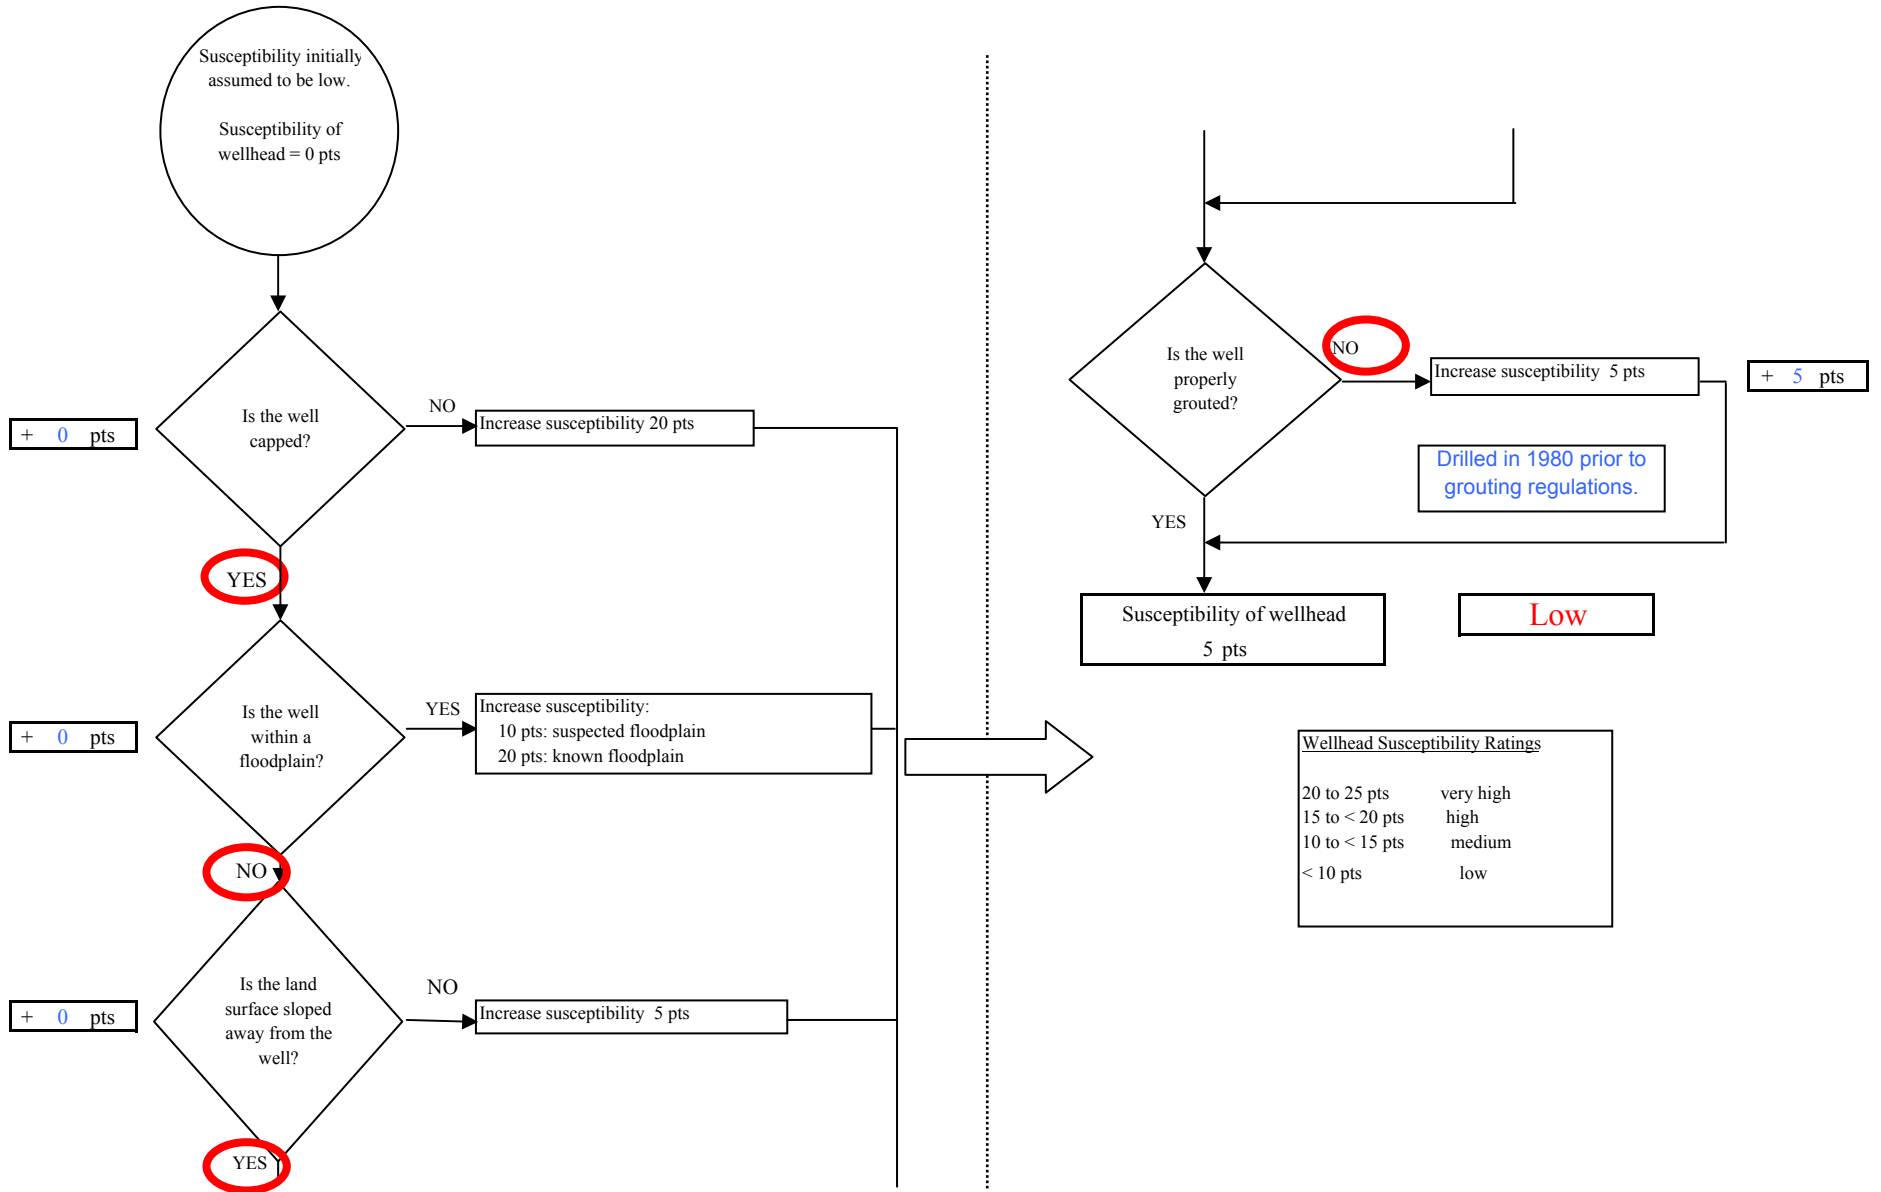 Susceptibility initially
assumed to be low.
Susceptibility of
wellhead = 0 pts
Is the well
capped?
+ 0 pts
NO
Increase susceptibility 20 pts
YES
Is the well
within a
floodplain?
+ 0 pts
YES
Increase susceptibility:
10 pts: suspected floodplain
20 pts: known floodplain
NO
Is the land
surface sloped
away from the
well?
+ 0 pts
NO
Increase susceptibility 5 pts
YES
Is the well
properly
grouted?
NO
Increase susceptibility 5 pts
+ 5 pts
Drilled in 1980 prior to
grouting regulations.
YES
Susceptibility of wellhead
5 pts
Low
Wellhead Susceptibility Ratings
20 to 25 pts very high
15 to < 20 pts high
10 to < 15 pts medium
< 10 pts low